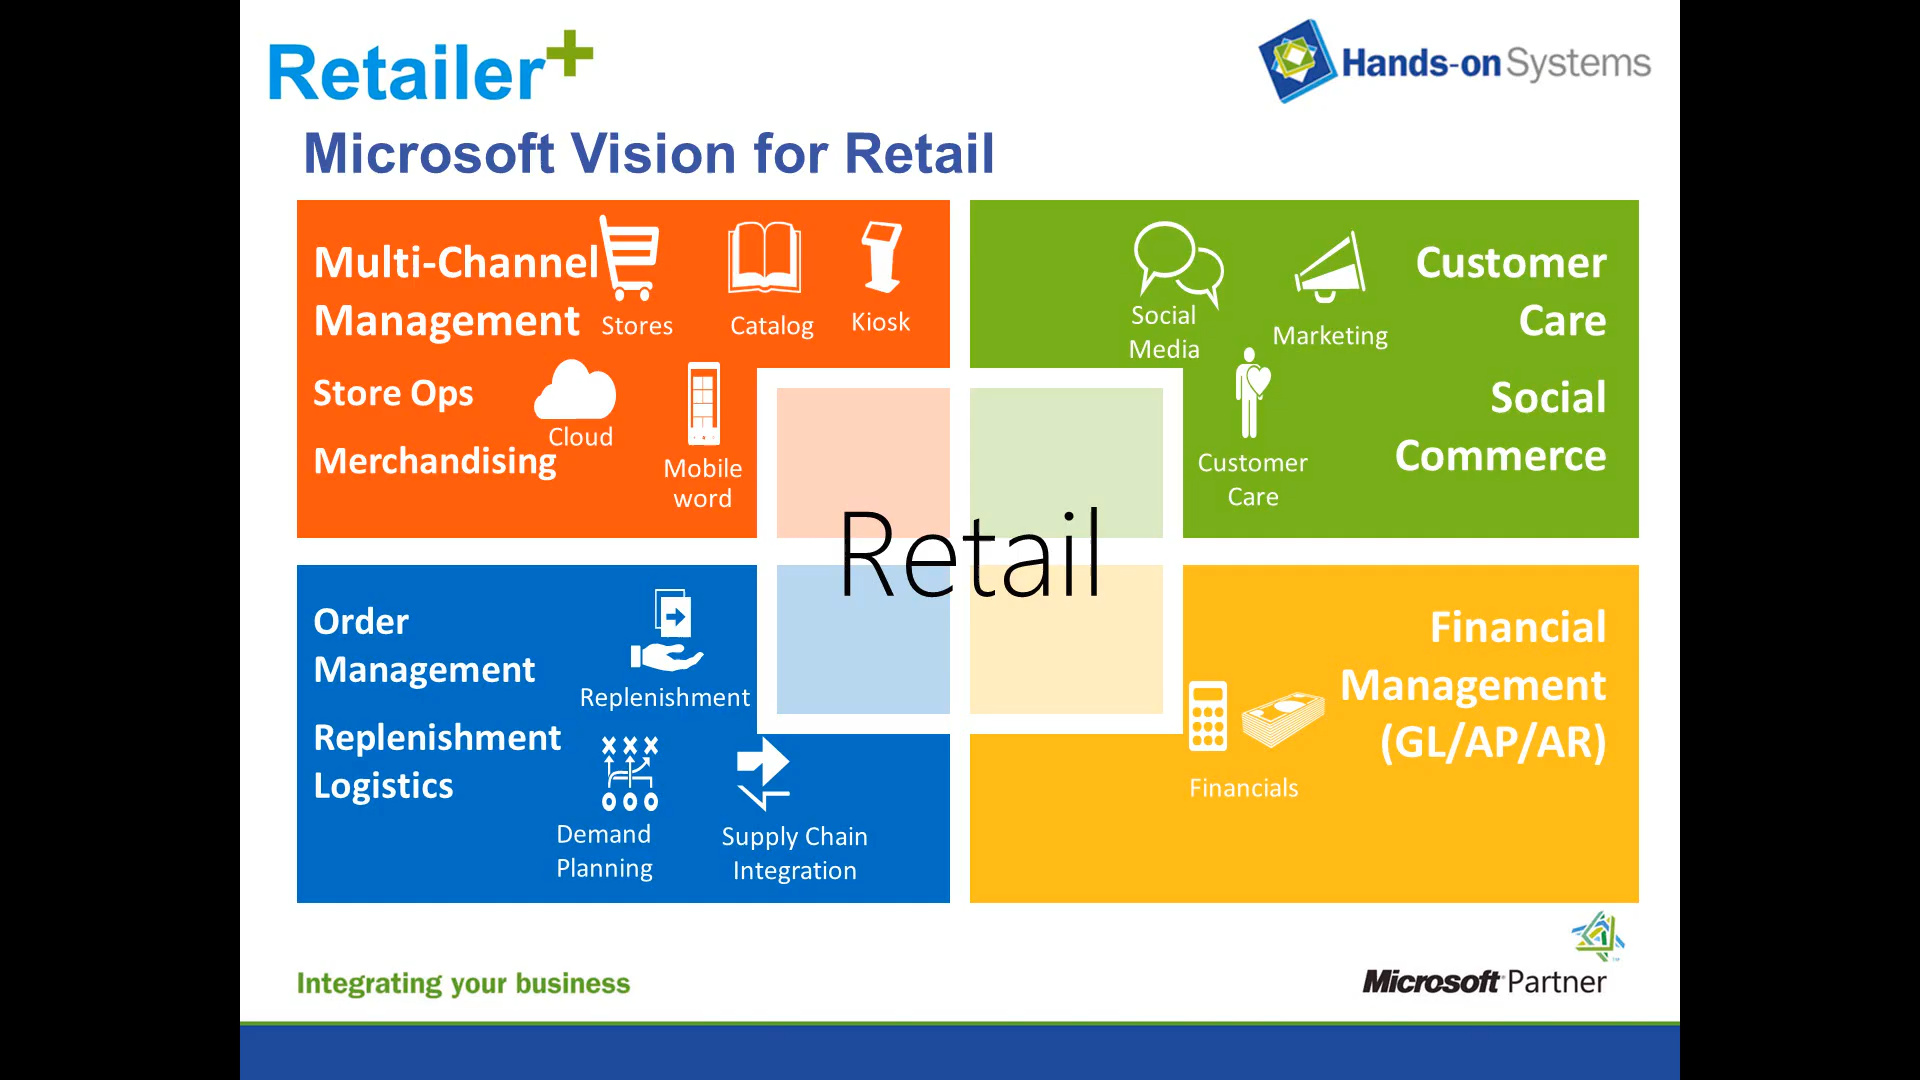 Retailer+
Hands-on Systems
Microsoft Vision for Retail
Multi-Channel
Management
Store Ops
Merchandising
Stores
Catalog
Kiosk
Cloud
Mobile
word
Social
Media
Marketing
Customer
Care
Customer
Care
Social
Commerce
Retail
Order
Management
Replenishment
Logistics
Replenishment
Demand
Planning
Supply Chain
Integration
Financials
Financial
Management
(GL/AP/AR)
Integrating your business
Microsoft Partner